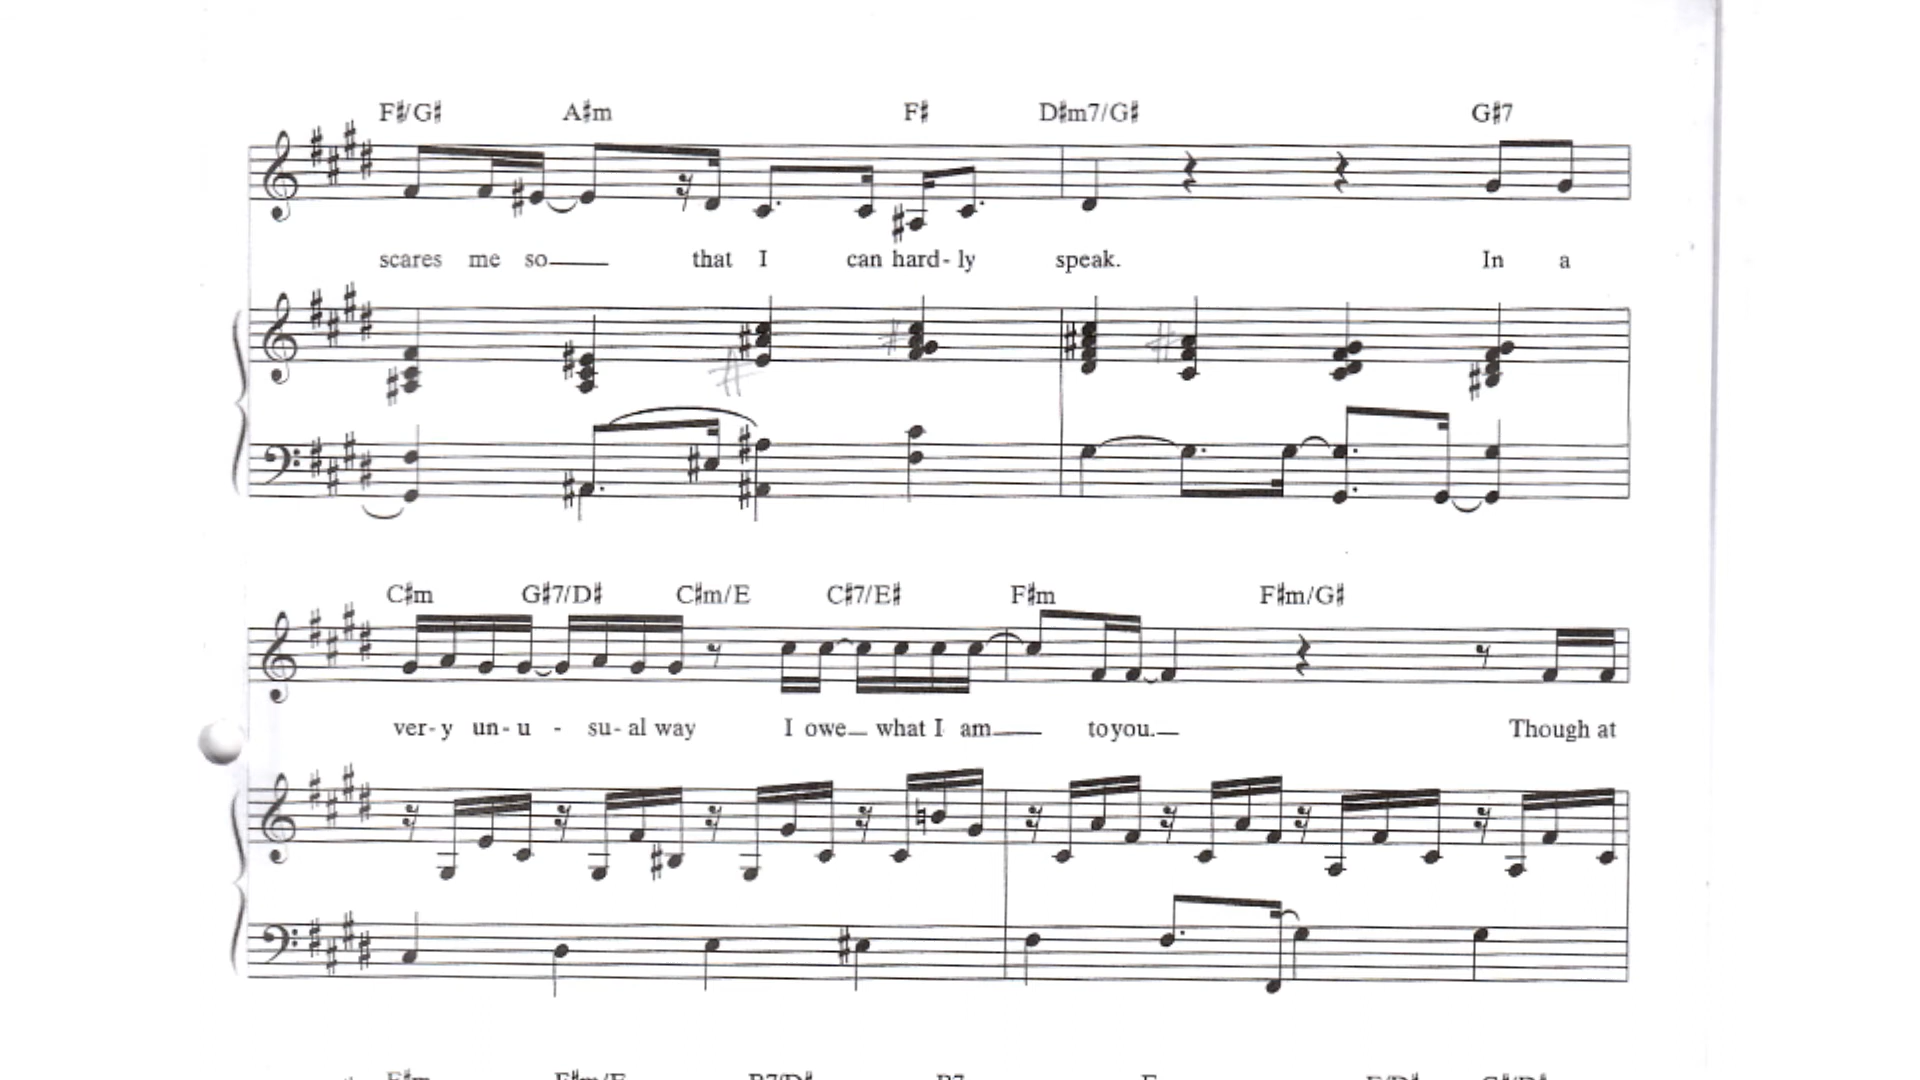 F♯/G♯ A♯m F♯ D♯m7/G♯ G♯7
scares me so that I can hard- ly speak. In a
C♯m G♯7/D♯ C♯m/E C♯7/E♯ F♯m F♯m/G♯
ver- y un- u - su- al way I owe what I am to you. Though at